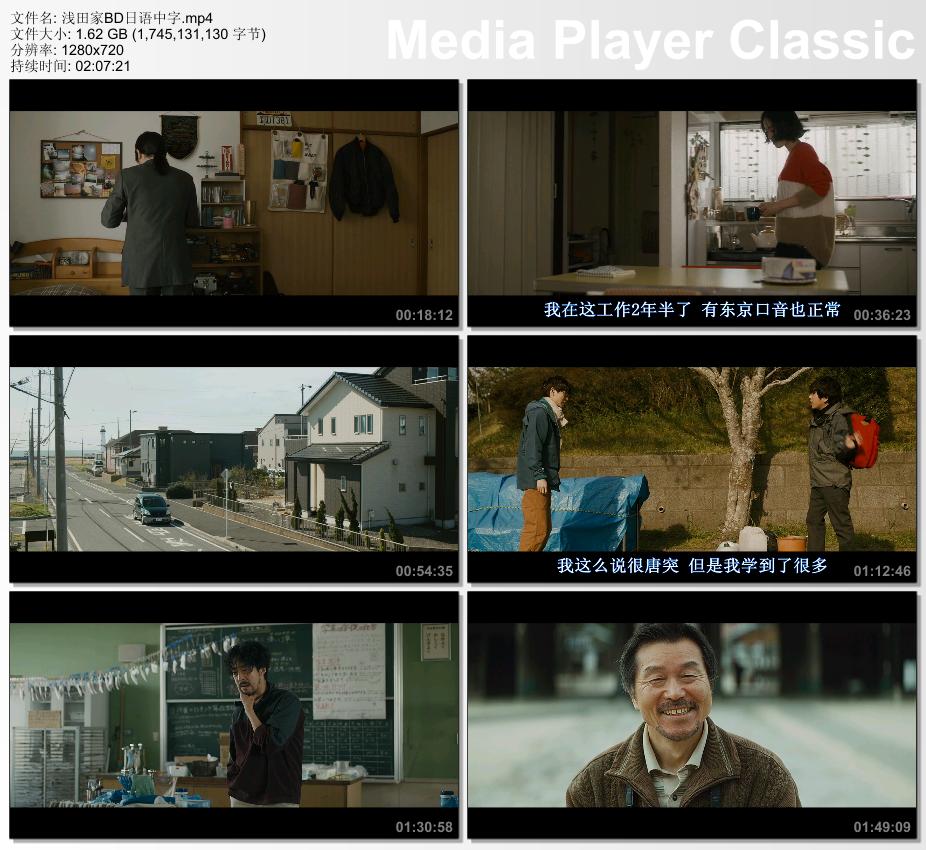 文件名: 浅田家BD日语中字.mp4
文件大小: 1.62 GB (1,745,131,130 字节)
分辨率: 1280x720
持续时间: 02:07:21
Media Player Classic
00:18:12
我在这工作2年半了 有东京口音也正常
00:36:23
00:54:35
我这么说很唐突 但是我学到了很多
01:12:46
01:30:58
01:49:09